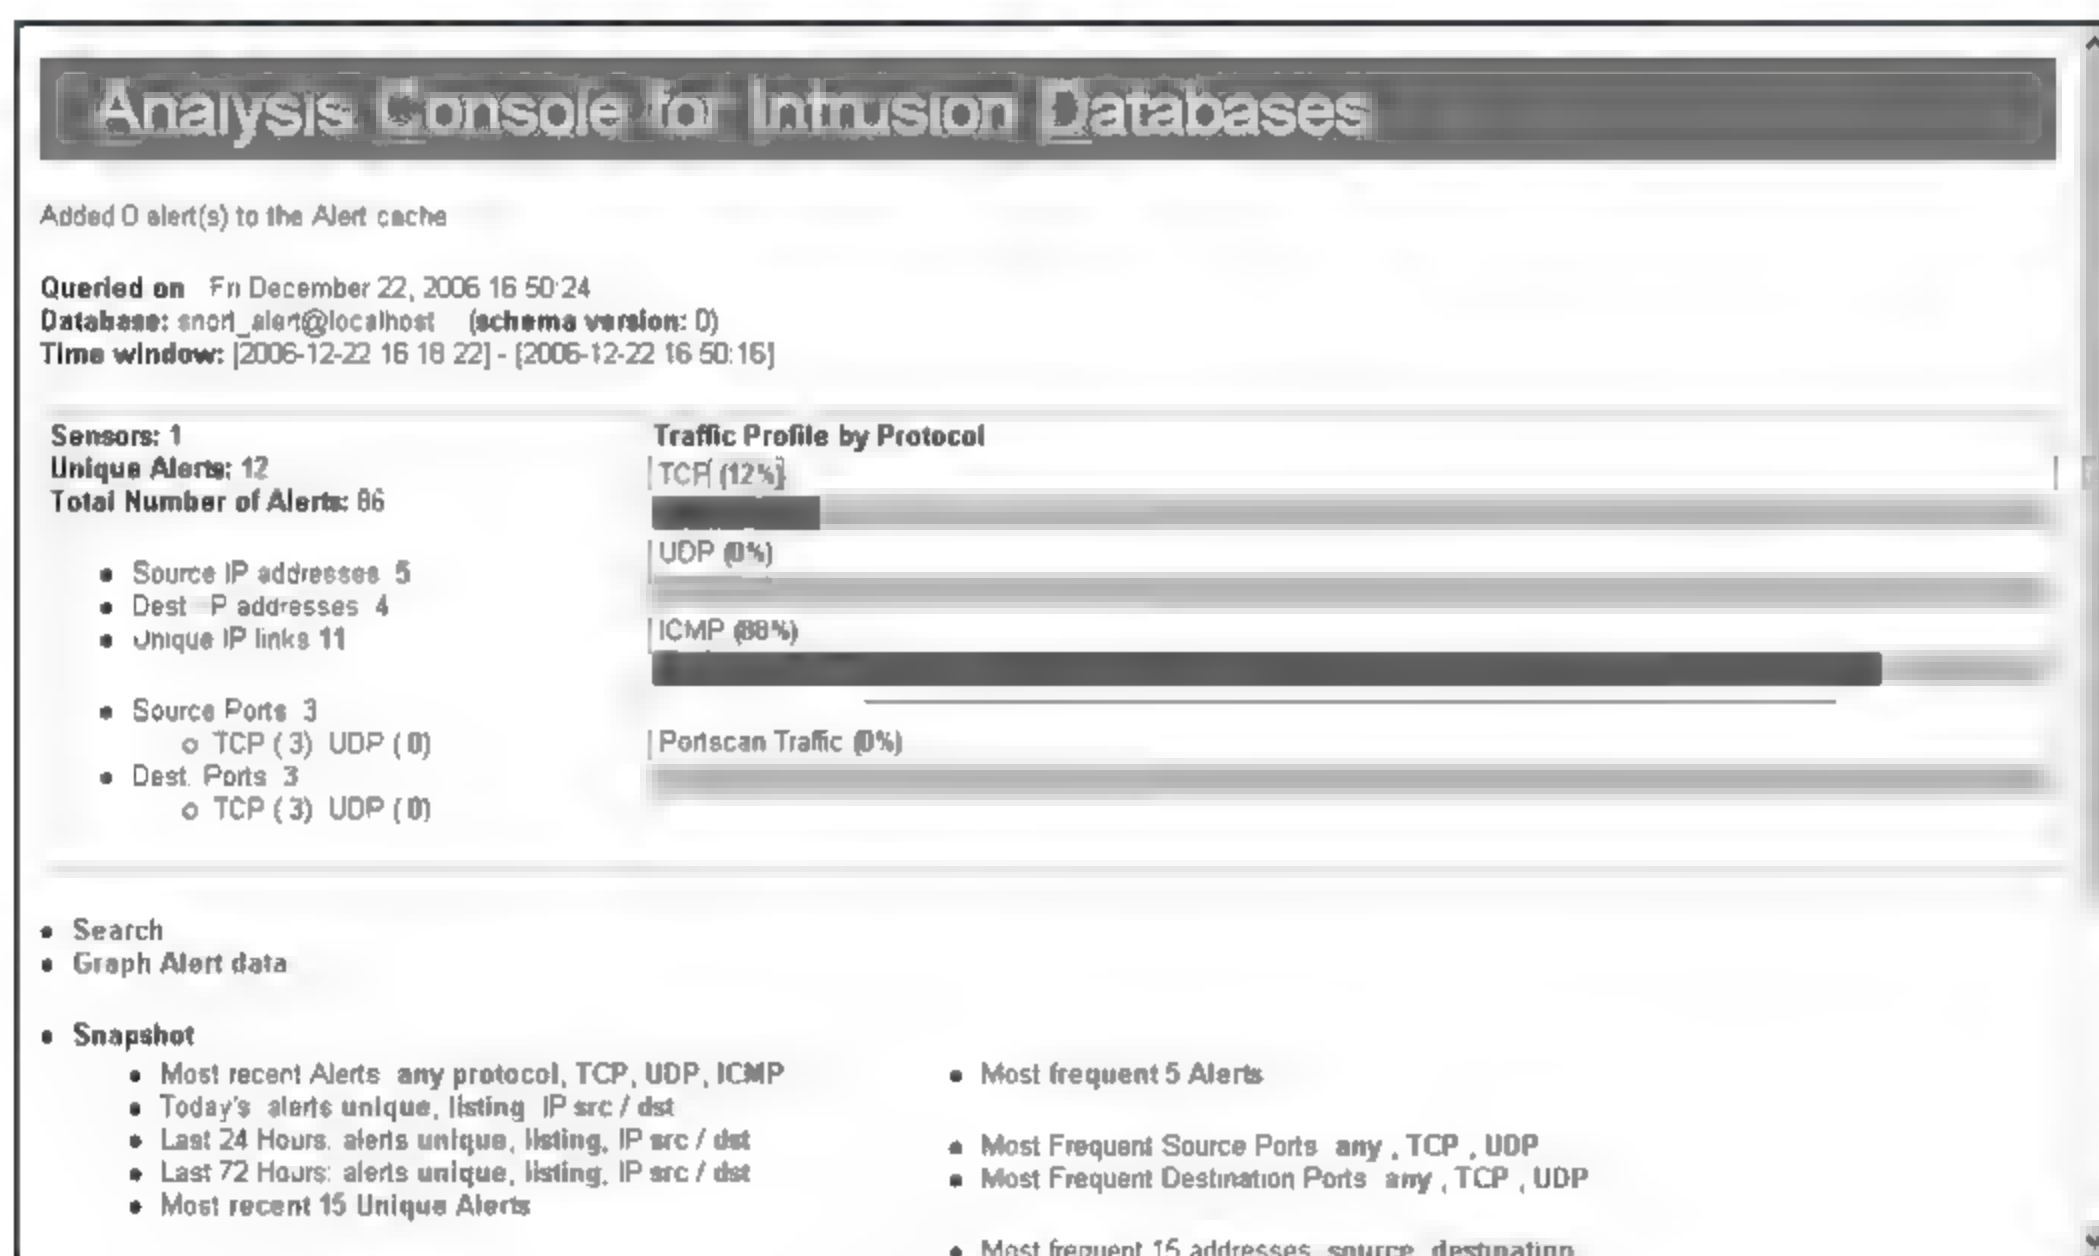 Analysis Console for Intrusion Databases
Added 0 alert(s) to the Alert cache
Queried on Fri December 22, 2006 16 50:24
Database: snort_alert@localhost (schema version: 0)
Time window: [2006-12-22 16 18 22] - [2006-12-22 16 50:16]
Sensors: 1
Unique Alerts: 12
Total Number of Alerts: 86
Source IP addresses 5
Dest IP addresses 4
Unique IP links 11
Source Ports 3
TCP ( 3) UDP ( 0)
Dest. Ports 3
TCP ( 3) UDP ( 0)
Traffic Profile by Protocol
TCP (12%)
UDP (0%)
ICMP (88%)
Portscan Traffic (0%)
Search
Graph Alert data
Snapshot
Most recent Alerts any protocol, TCP, UDP, ICMP
Today's alerts unique, listing IP src / dst
Last 24 Hours: alerts unique, listing, IP src / dst
Last 72 Hours: alerts unique, listing, IP src / dst
Most recent 15 Unique Alerts
Most frequent 5 Alerts
Most Frequent Source Ports any , TCP , UDP
Most Frequent Destination Ports any , TCP , UDP
Most frequent 15 addresses source destination